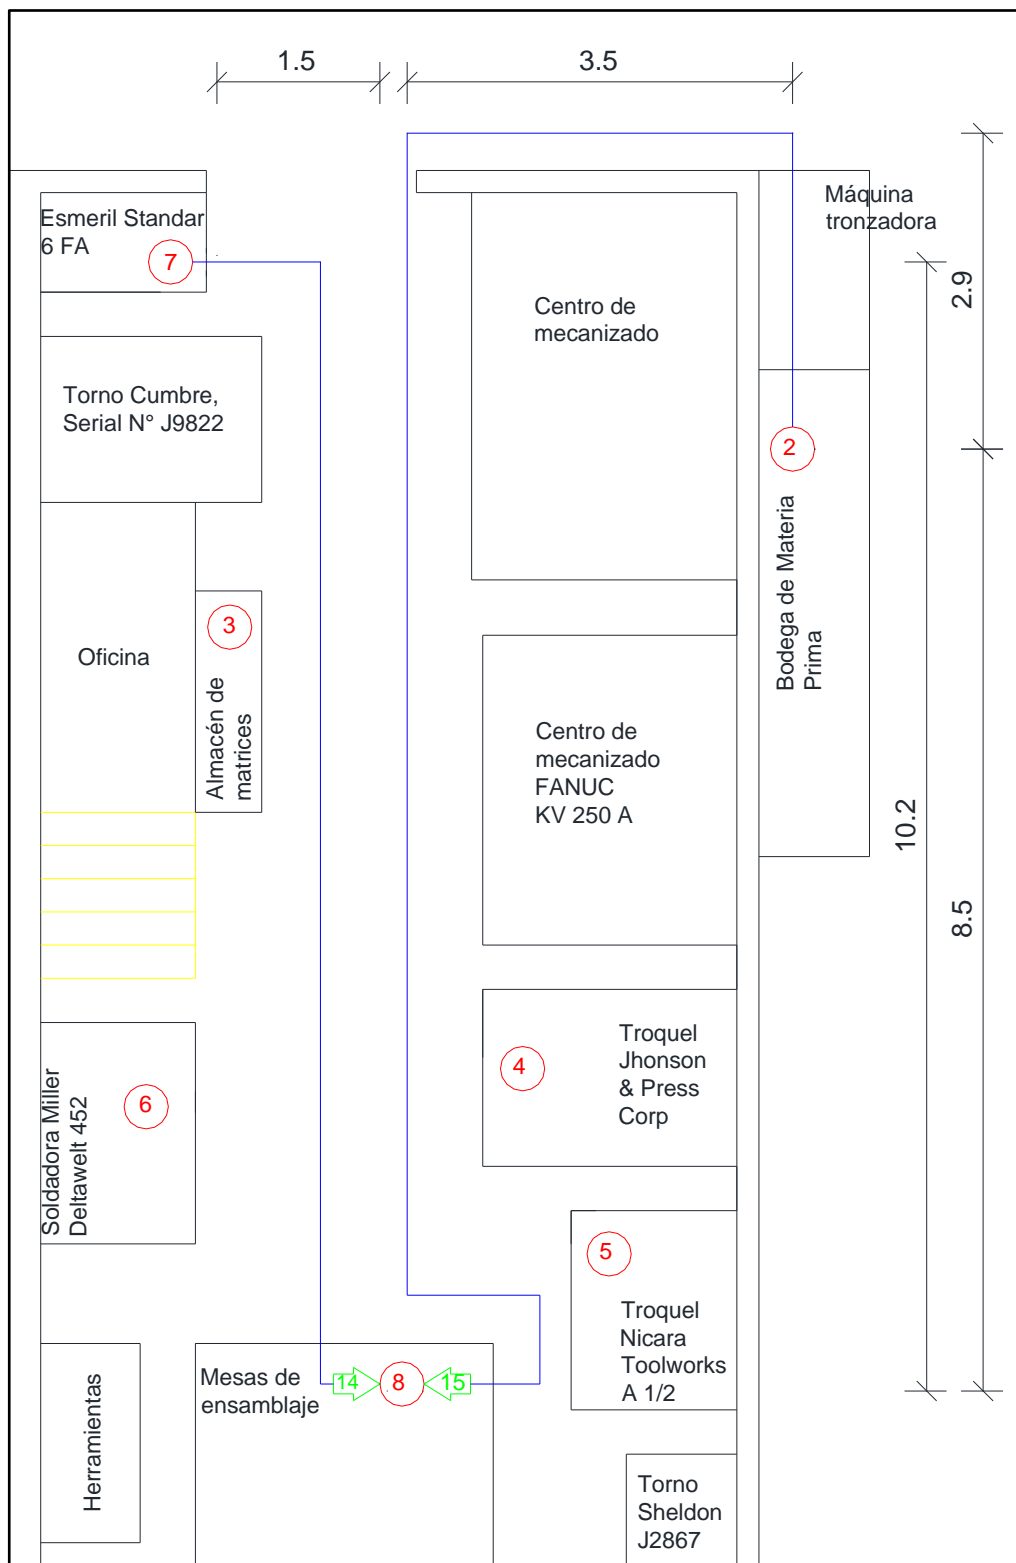 1.5
3.5
Máquina
tronzadora
Esmeril Standar
6 FA
7
2.9
Centro de
mecanizado
Torno Cumbre,
Serial N° J9822
2
Bodega de Materia
Prima
3
Oficina
Almacén de
matrices
Centro de
mecanizado
FANUC
KV 250 A
10.2
8.5
Troquel
Jhonson
& Press
Corp
4
Soldadora Miller
Deltawelt 452
6
5
Troquel
Nicara
Toolworks
A 1/2
Mesas de
ensamblaje
14
8
15
Herramientas
Torno
Sheldon
J2867